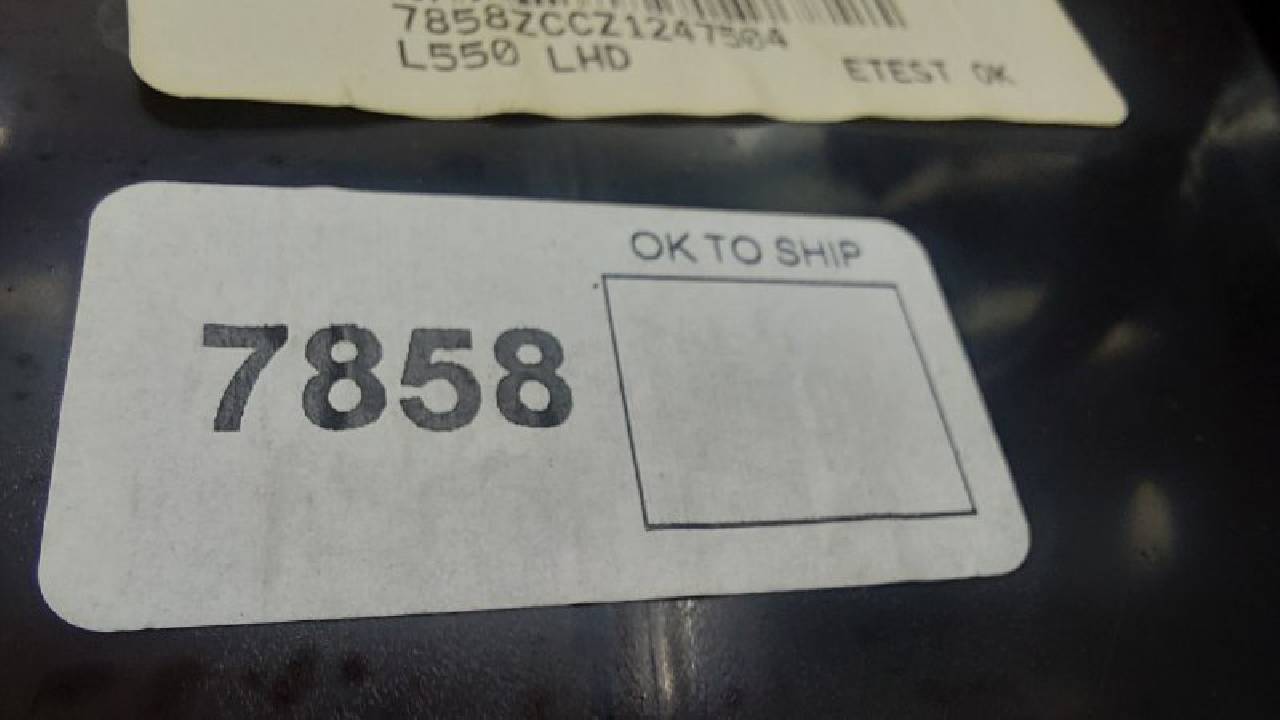 7858ZCCZ1247504
L550 LHD
ETEST OK
OK TO SHIP
7858